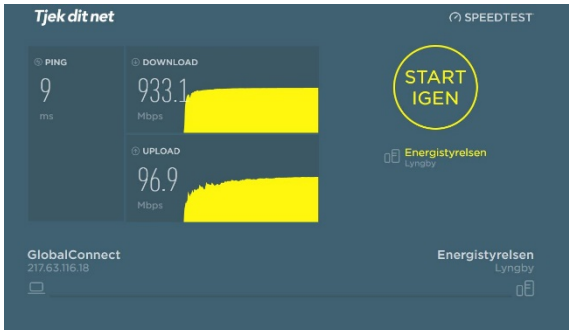 Tjek dit net
SPEEDTEST
PING
9
ms
DOWNLOAD
933.1
Mbps
UPLOAD
96.9
Mbps
START
IGEN
Energistyrelsen
Lyngby
GlobalConnect
217.63.116.18
Energistyrelsen
Lyngby